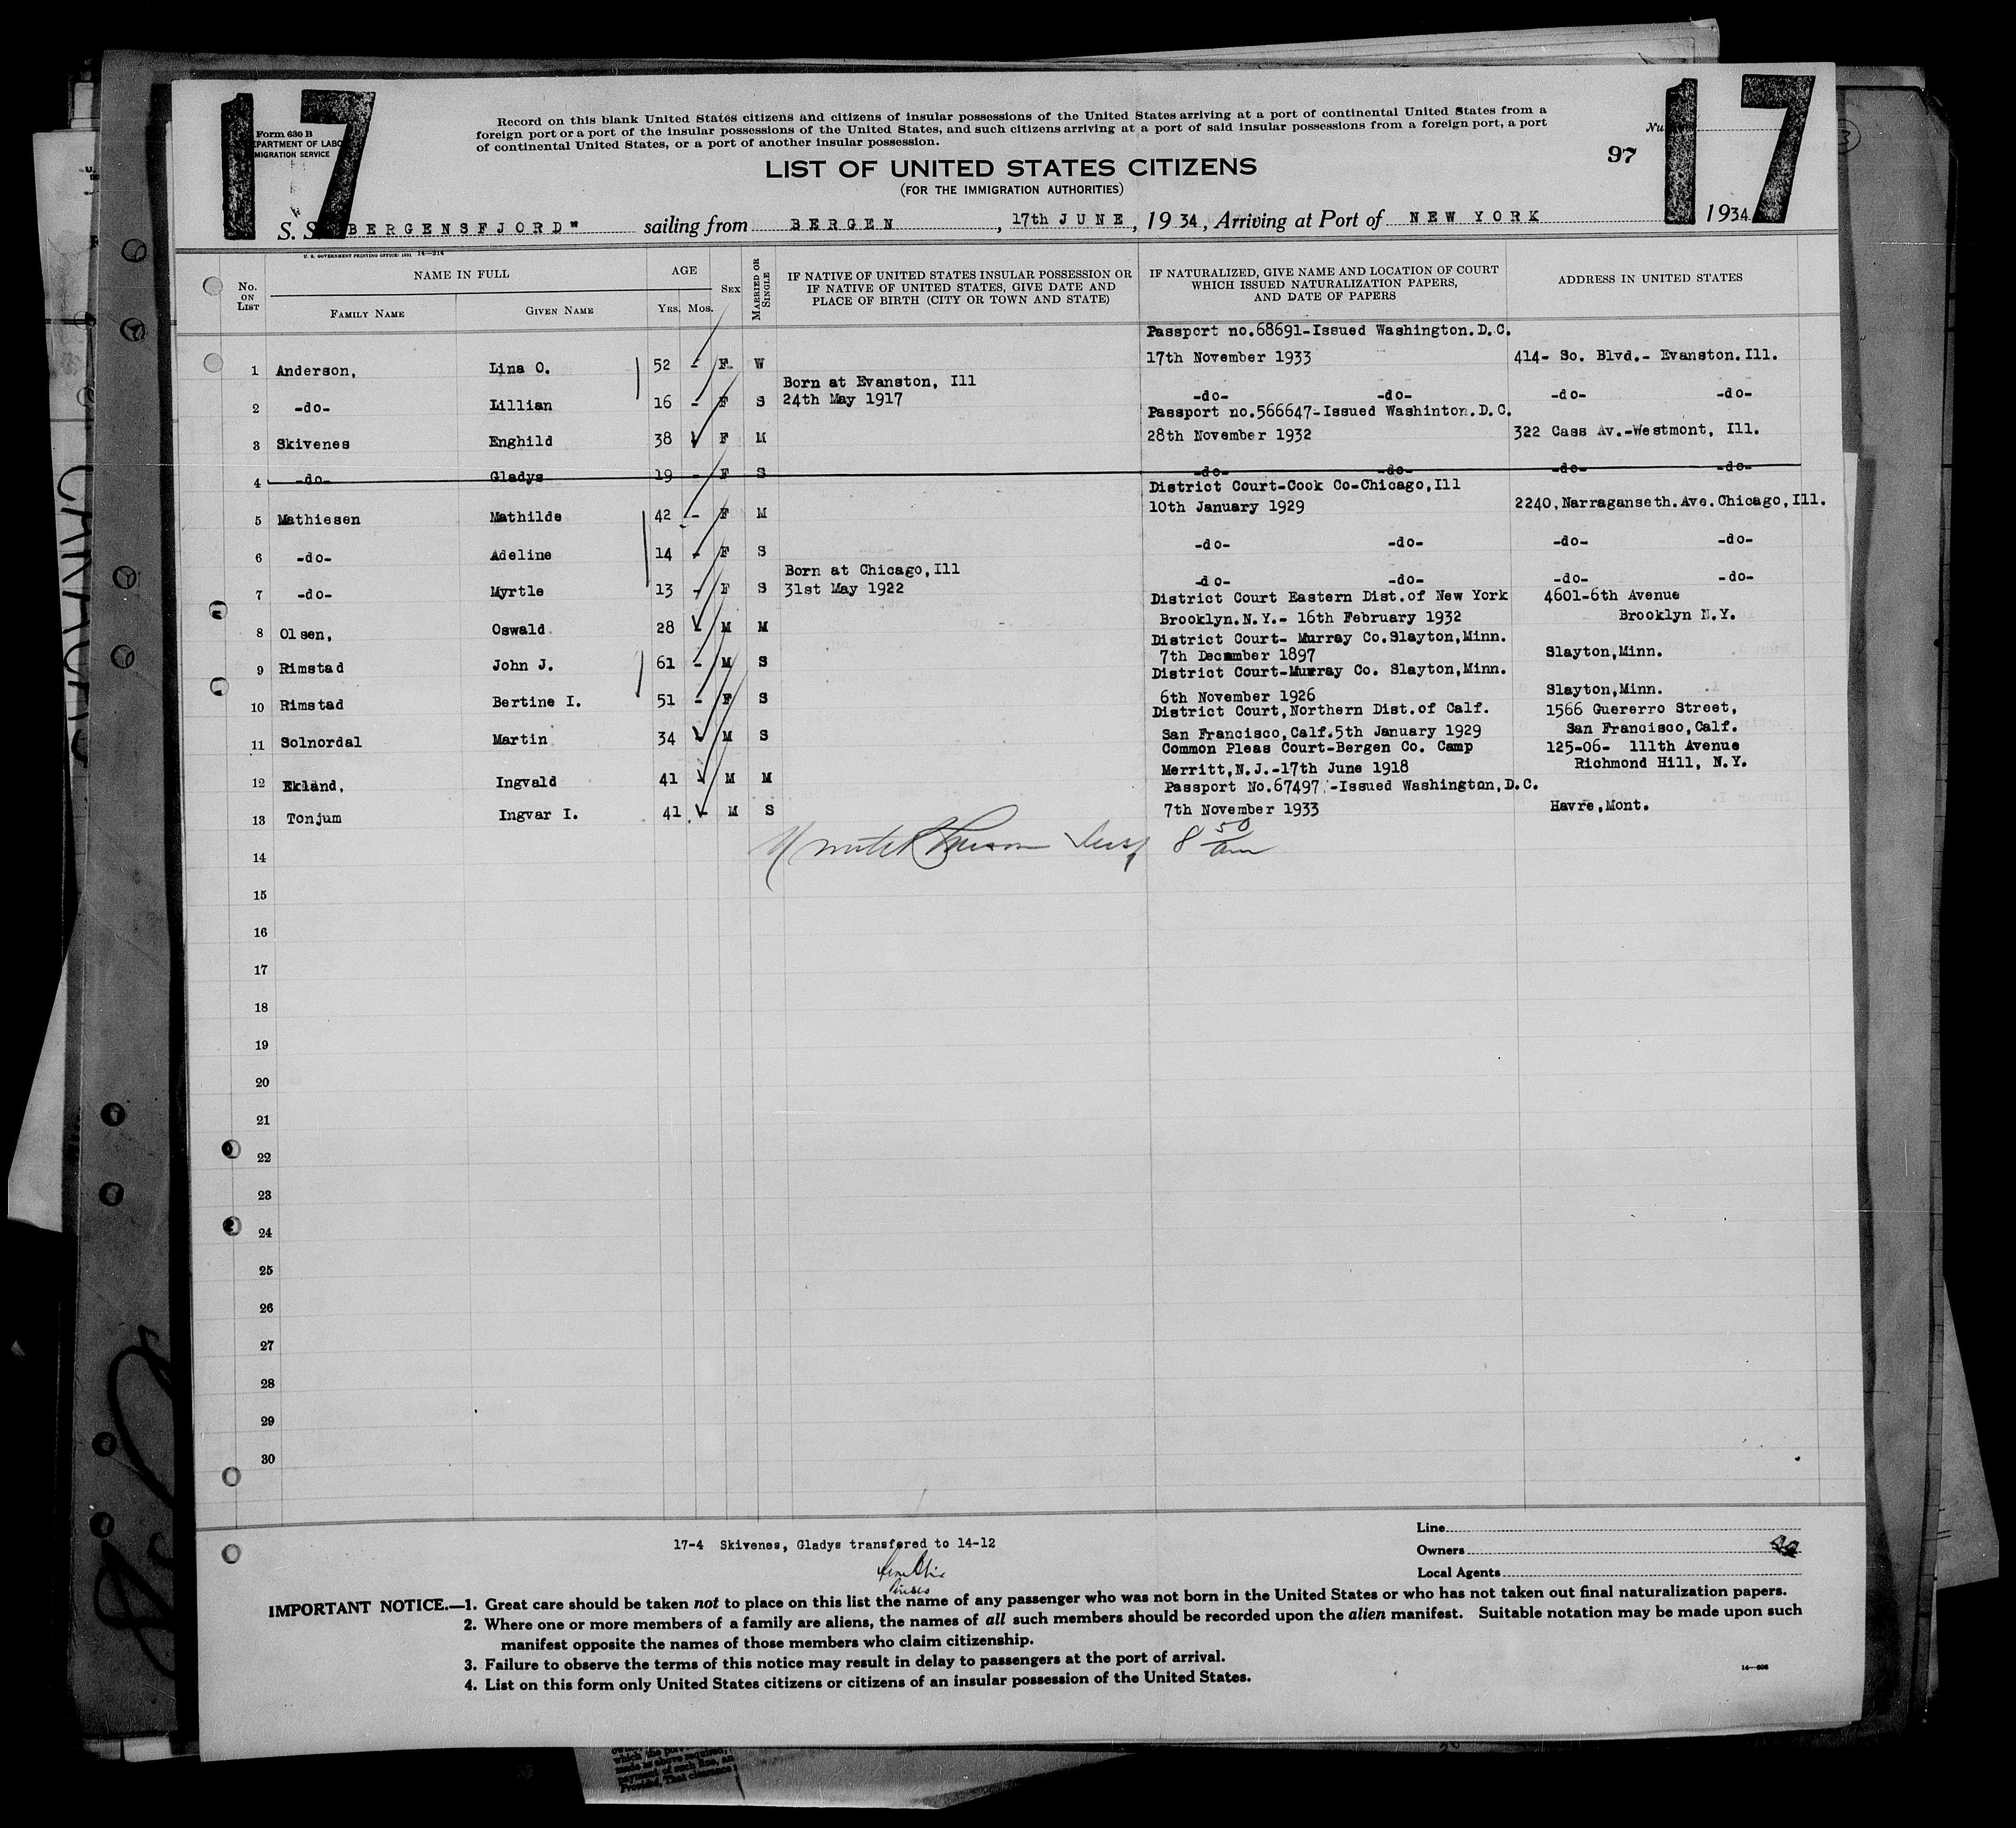 17
17
Form 630 B
DEPARTMENT OF LABOR
IMMIGRATION SERVICE
Record on this blank United States citizens and citizens of insular possessions of the United States arriving at a port of continental United States from a
foreign port or a port of the insular possessions of the United States, and such citizens arriving at a port of said insular possessions from a foreign port, a port
of continental United States, or a port of another insular possession.
97
LIST OF UNITED STATES CITIZENS
(FOR THE IMMIGRATION AUTHORITIES)
S. S. BERGENSFJORD" sailing from BERGEN, 17th JUNE, 1934, Arriving at Port of NEW YORK 1934
U. S. GOVERNMENT PRINTING OFFICE: 1931 14-214
No. ON LIST NAME IN FULL AGE SEX MARRIED OR SINGLE IF NATIVE OF UNITED STATES INSULAR POSSESSION OR IF NATIVE OF UNITED STATES, GIVE DATE AND PLACE OF BIRTH (CITY OR TOWN AND STATE) IF NATURALIZED, GIVE NAME AND LOCATION OF COURT WHICH ISSUED NATURALIZATION PAPERS, AND DATE OF PAPERS ADDRESS IN UNITED STATES
FAMILY NAME GIVEN NAME YRS. MOS.
Passport no.68691-Issued Washington.D.C.
1 Anderson, Lina O. 52 - F W 17th November 1933 414- So. Blvd.- Evanston.Ill.
Born at Evanston, Ill
2 -do- Lillian 16 - F S 24th May 1917 -do- -do- -do- -do-
Passport no.566647-Issued Washinton.D.C.
3 Skivenes Enghild 38 F M 28th November 1932 322 Cass Av.-Westmont, Ill.
4 -do- Gladys 19 - F S -do- -do- -do- -do-
District Court-Cook Co-Chicago,Ill
5 Mathiesen Mathilde 42 - F M 10th January 1929 2240,Narraganseth.Ave.Chicago,Ill.
6 -do- Adeline 14 - F S -do- -do- -do- -do-
Born at Chicago,Ill
7 -do- Myrtle 13 - F S 31st May 1922 -do- -do- -do- -do-
District Court Eastern Dist.of New York 4601-6th Avenue
8 Olsen, Oswald 28 - M M Brooklyn.N.Y.- 16th February 1932 Brooklyn N.Y.
District Court- Murray Co.Slayton,Minn.
9 Rimstad John J. 61 - M S 7th December 1897 Slayton,Minn.
District Court-Murray Co. Slayton,Minn.
10 Rimstad Bertine I. 51 - F S 6th November 1926 Slayton,Minn.
District Court,Northern Dist.of Calf. 1566 Guererro Street,
11 Solnordal Martin 34 - M S San Francisco,Calf.5th January 1929 San Francisco,Calf.
Common Pleas Court-Bergen Co. Camp 125-06- 111th Avenue
12 Ekland, Ingvald 41 - M M Merritt,N.J.-17th June 1918 Richmond Hill, N.Y.
Passport No.67497 -Issued Washington,D.C.
13 Tonjum Ingvar I. 41 - M S 7th November 1933 Havre,Mont.
8 50 am
14
15
16
17
18
19
20
21
22
23
24
25
26
27
28
29
30
17-4 Skivenes, Gladys transfered to 14-12
Line
Owners
Local Agents
IMPORTANT NOTICE.—1. Great care should be taken not to place on this list the name of any passenger who was not born in the United States or who has not taken out final naturalization papers.
2. Where one or more members of a family are aliens, the names of all such members should be recorded upon the alien manifest. Suitable notation may be made upon such
manifest opposite the names of those members who claim citizenship.
3. Failure to observe the terms of this notice may result in delay to passengers at the port of arrival.
4. List on this form only United States citizens or citizens of an insular possession of the United States.